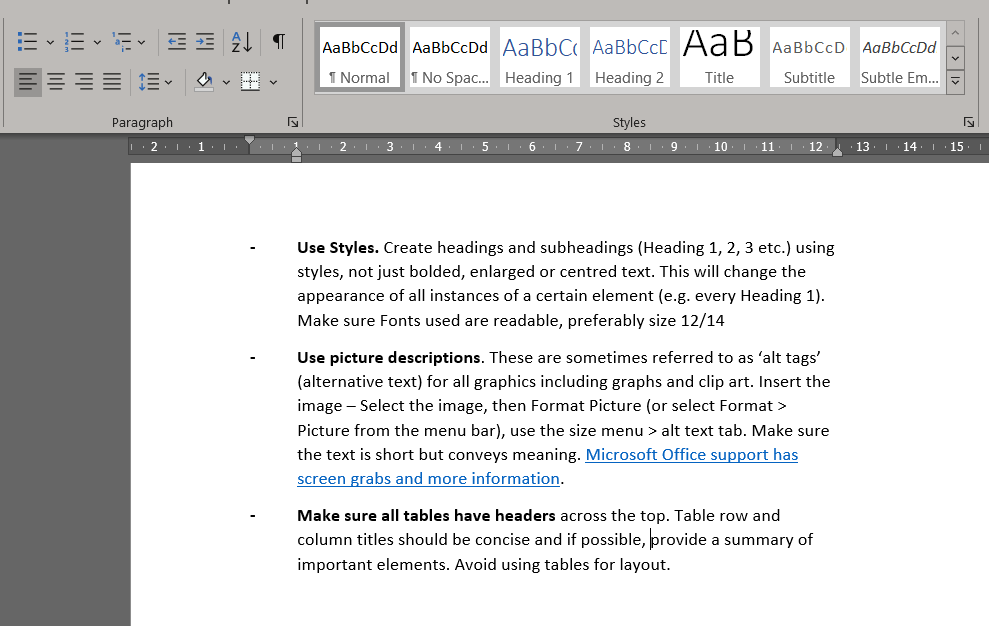 AaBbCcDd AaBbCcDd AaBbC AaBbCcD AaB AaBbCcD AaBbCcDd
¶ Normal ¶ No Spac... Heading 1 Heading 2 Title Subtitle Subtle Em...
Paragraph Styles
2 1 1 2 3 4 5 6 7 8 9 10 11 12 13 14 15
- Use Styles. Create headings and subheadings (Heading 1, 2, 3 etc.) using
styles, not just bolded, enlarged or centred text. This will change the
appearance of all instances of a certain element (e.g. every Heading 1).
Make sure Fonts used are readable, preferably size 12/14
- Use picture descriptions. These are sometimes referred to as ‘alt tags’
(alternative text) for all graphics including graphs and clip art. Insert the
image – Select the image, then Format Picture (or select Format >
Picture from the menu bar), use the size menu > alt text tab. Make sure
the text is short but conveys meaning. Microsoft Office support has
screen grabs and more information.
- Make sure all tables have headers across the top. Table row and
column titles should be concise and if possible, provide a summary of
important elements. Avoid using tables for layout.